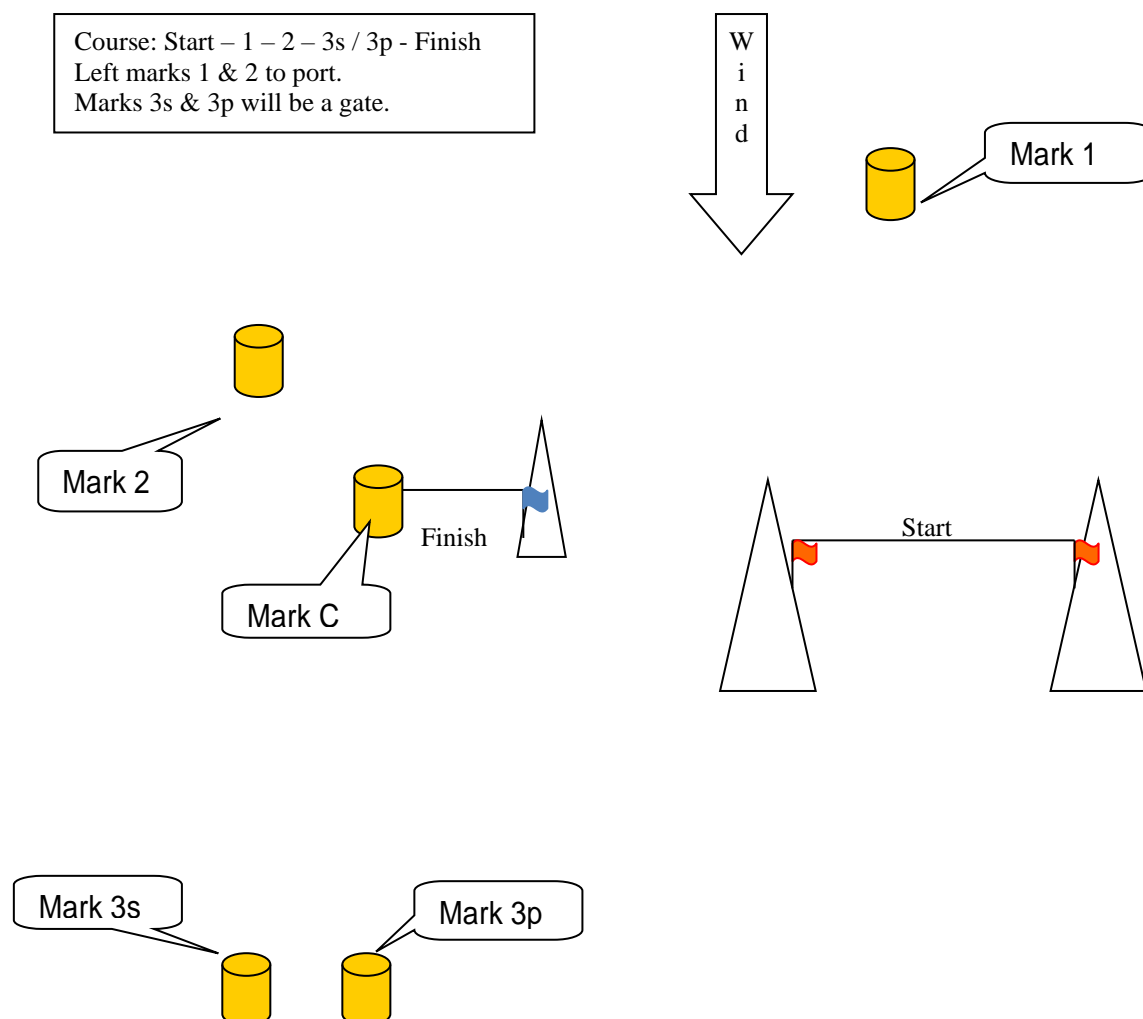 Course: Start – 1 – 2 – 3s / 3p - Finish
Left marks 1 & 2 to port.
Marks 3s & 3p will be a gate.
W
i
n
d
Mark 1
Mark 2
Finish
Start
Mark C
Mark 3s
Mark 3p